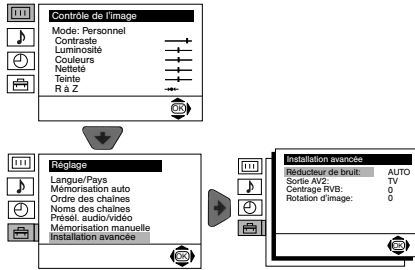 Contrôle de l'image
Mode: Personnel
Contraste
Luminosité
Couleurs
Netteté
Teinte
R à Z
OK
Réglage
Langue/Pays
Mémorisation auto
Ordre des chaînes
Noms des chaînes
Présél. audio/vidéo
Mémorisation manuelle
Installation avancée
OK
Installation avancée
Réducteur de bruit: AUTO
Sortie AV2: TV
Centrage RVB: 0
Rotation d'image: 0
OK